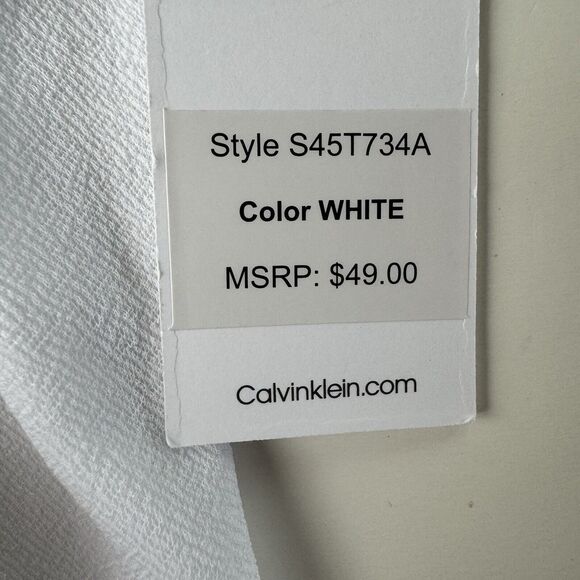 Style S45T734A
Color WHITE
MSRP: $49.00
Calvinklein.com